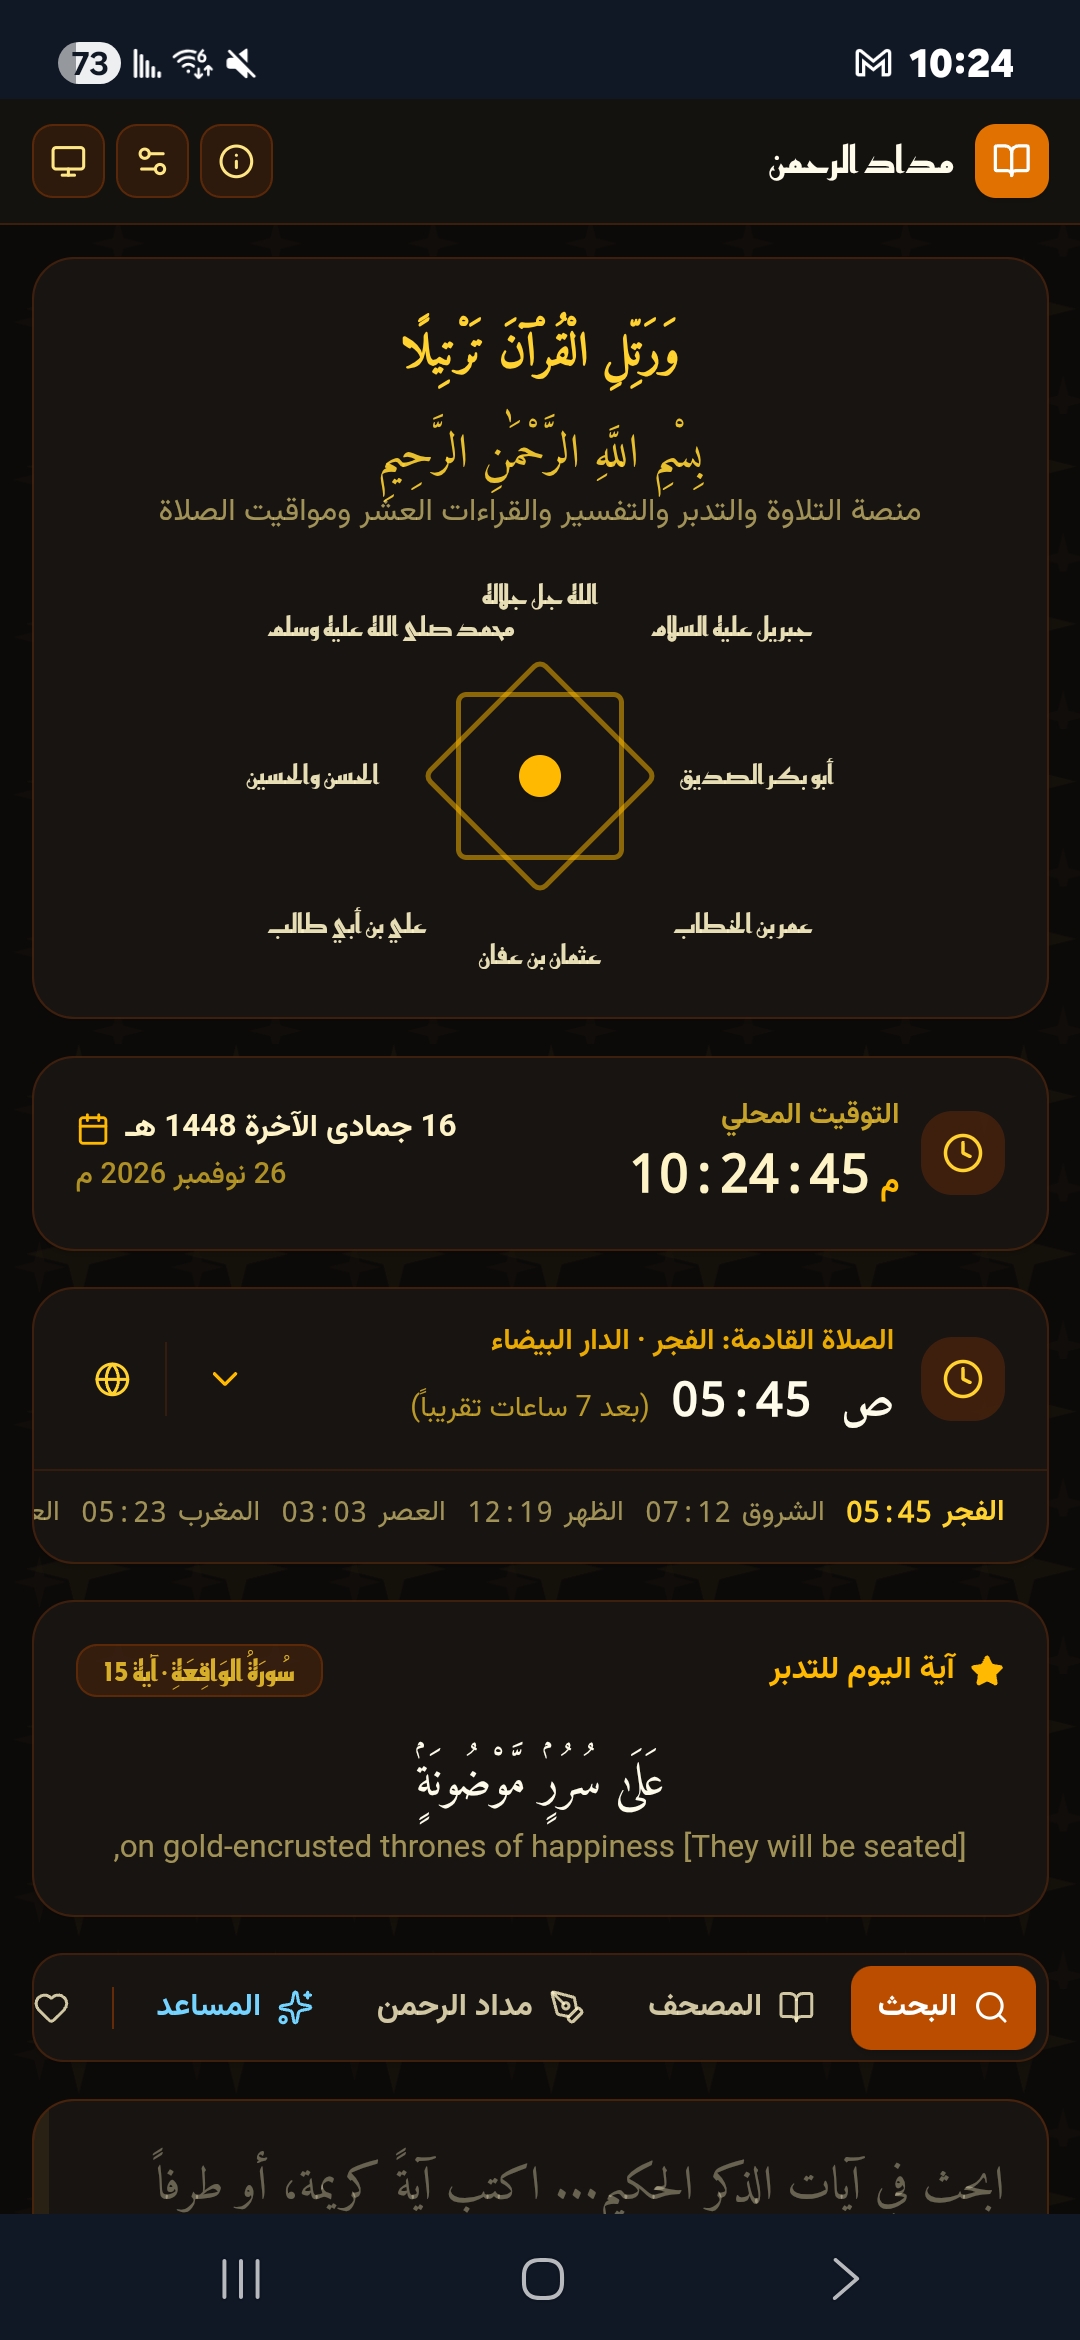 73
10:24
مداد الرحمن
وَرَتِّلِ الْقُرْآنَ تَرْتِيلًا
بِسْمِ اللَّهِ الرَّحْمَٰنِ الرَّحِيمِ
منصة التلاوة والتدبر والتفسير والقراءات العشر ومواقيت الصلاة
الله جل جلاله
جبريل عليه السلام
محمد صلى الله عليه وسلم
أبو بكر الصديق
الحسن والحسين
عمر بن الخطاب
علي بن أبي طالب
عثمان بن عفان
التوقيت المحلي
10:24:45 م
16 جمادى الآخرة 1448 هـ
26 نوفمبر 2026 م
الصلاة القادمة: الفجر · الدار البيضاء
05:45 ص (بعد 7 ساعات تقريباً)
الفجر 05:45 الشروق 07:12 الظهر 12:19 العصر 03:03 المغرب 05:23 الع
آية اليوم للتدبر
سُورَةُ الوَاقِعَةِ · آية 15
عَلَىٰ سُرُرٍۢ مَّوْضُونَةٍۢ
[They will be seated] on gold-encrusted thrones of happiness,
البحث المصحف مداد الرحمن المساعد
ابحث في آيات الذكر الحكيم... اكتب آيةً كريمة، أو طرفاً